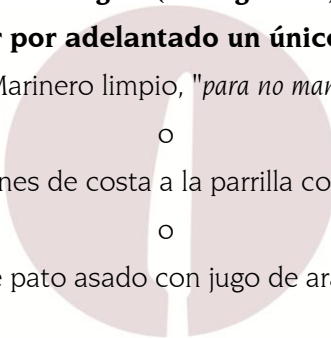 r por adelantado un único
Marinero limpio, "para no man
o
nes de costa a la parrilla co
o
e pato asado con jugo de ara